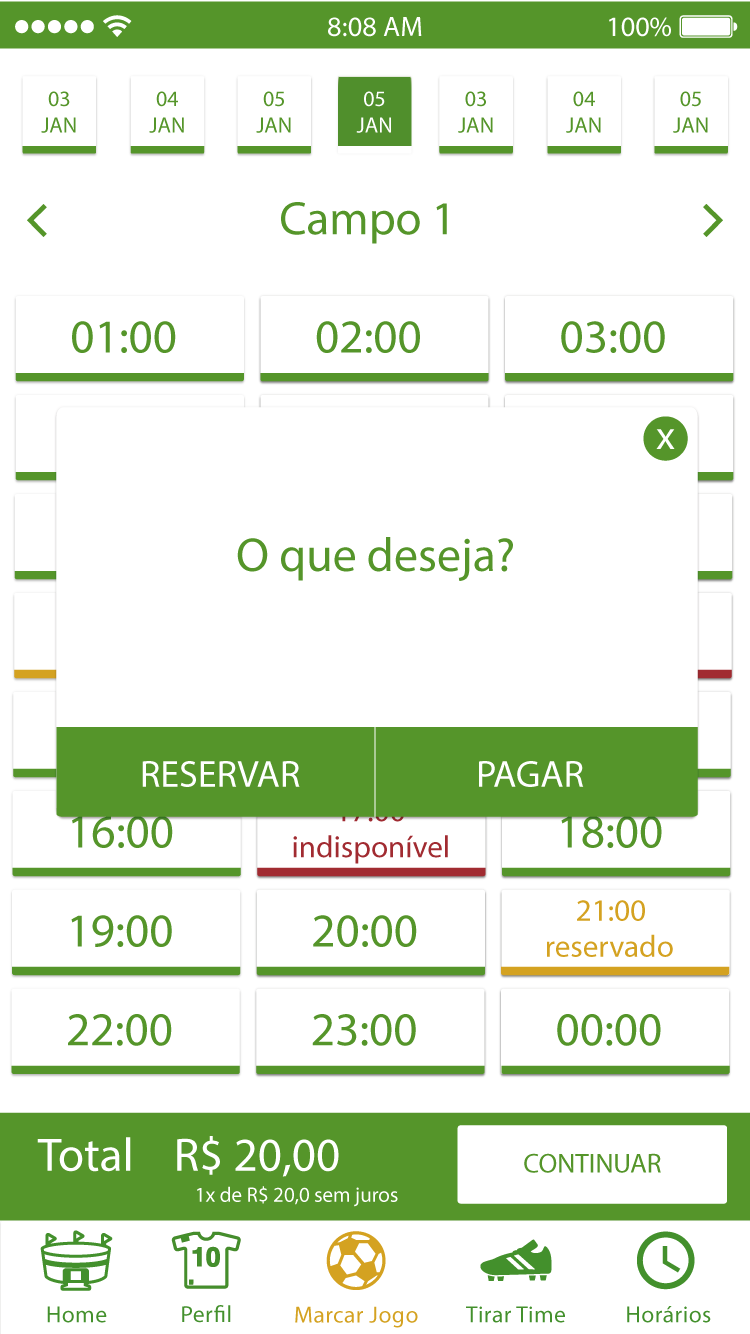 8:08 AM 100%
03 04 05 05 03 04 05
JAN JAN JAN JAN JAN JAN JAN
Campo 1
01:00 02:00 03:00
X
O que deseja?
RESERVAR PAGAR
16:00 17:00 18:00
indisponível
19:00 20:00 21:00
reservado
22:00 23:00 00:00
Total R$ 20,00 CONTINUAR
1x de R$ 20,0 sem juros
10
Home Perfil Marcar Jogo Tirar Time Horários